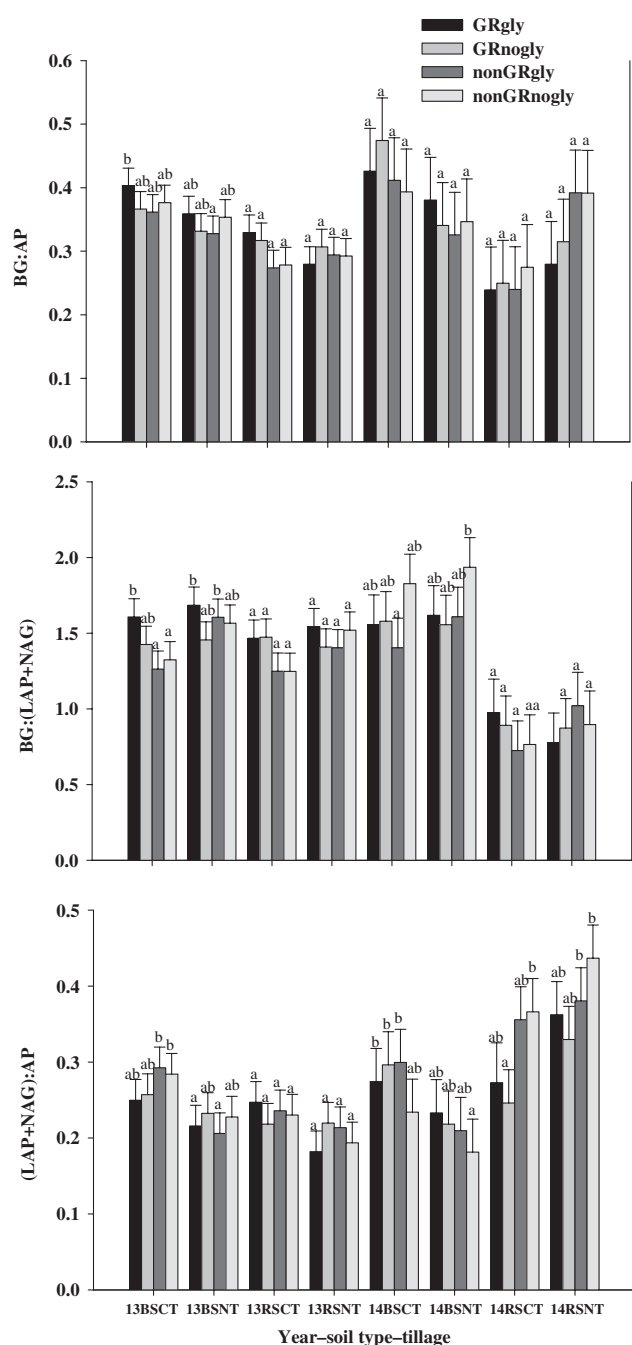 GRgly
GRnogly
nonGRgly
nonGRnogly
0.6
0.5
0.4
0.3
0.2
0.1
0.0
BG:AP
b ab ab ab
a ab a ab
a a a a
a a a a
a a a a
a a a a
a a a a
a a a a
2.5
2.0
1.5
1.0
0.5
0.0
BG:(LAP+NAG)
b ab a a
b ab b ab
a a a a
a a a a
ab ab a ab
ab ab ab b
a a a aa
a a a
0.5
0.4
0.3
0.2
0.1
0.0
(LAP+NAG):AP
ab ab b b
a ab a ab
a a a a
a a a a
b b b ab
ab a ab a
ab a ab b
ab ab b b
13BSCT 13BSNT 13RSCT 13RSNT 14BSCT 14BSNT 14RSCT 14RSNT
Year–soil type–tillage